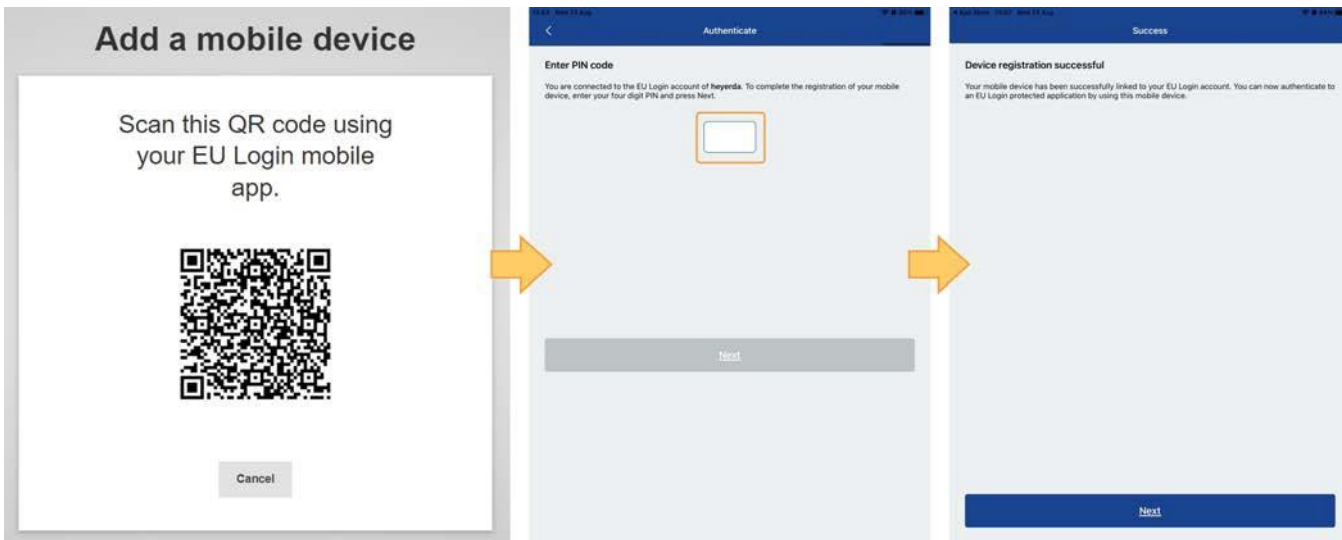 Add a mobile device
Scan this QR code using
your EU Login mobile
app.
Cancel
Authenticate
Enter PIN code
You are connected to the EU Login account of heyerda. To complete the registration of your mobile
device, enter your four digit PIN and press Next.
Next
Success
Device registration successful
Your mobile device has been successfully linked to your EU Login account. You can now authenticate to
an EU Login protected application by using this mobile device.
Next